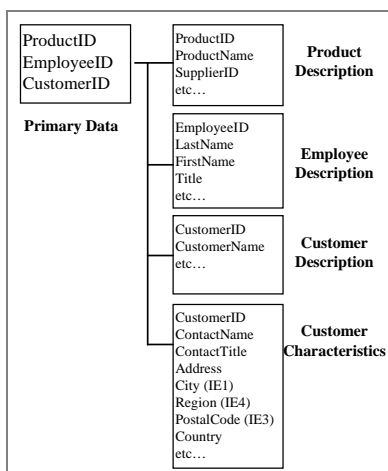 ProductID
EmployeeID
CustomerID
Primary Data
ProductID
ProductName
SupplierID
etc…
Product
Description
EmployeeID
LastName
FirstName
Title
etc…
Employee
Description
CustomerID
CustomerName
etc…
Customer
Description
CustomerID
ContactName
ContactTitle
Address
City (IE1)
Region (IE4)
PostalCode (IE3)
Country
etc…
Customer
Characteristics